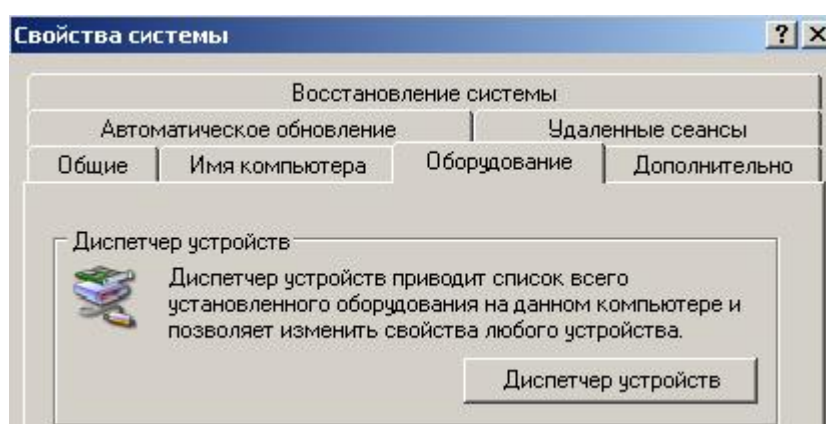 Свойства системы
Восстановление системы
Автоматическое обновление Удаленные сеансы
Общие Имя компьютера Оборудование Дополнительно
Диспетчер устройств
Диспетчер устройств приводит список всего
установленного оборудования на данном компьютере и
позволяет изменить свойства любого устройства.
Диспетчер устройств